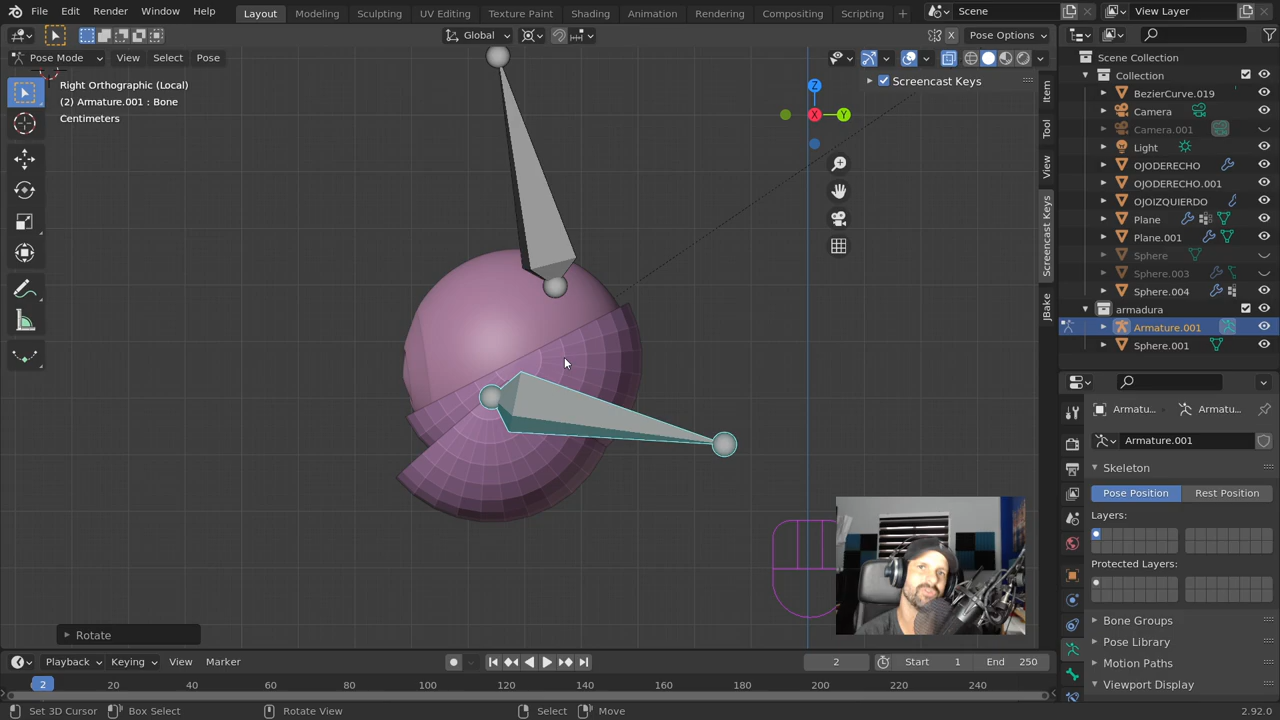 File Edit Render Window Help Layout Modeling Sculpting UV Editing Texture Paint Shading Animation Rendering Compositing Scripting + Scene View Layer
Global Pose Options
Pose Mode View Select Pose
Right Orthographic (Local)
(2) Armature.001 : Bone
Centimeters
Screencast Keys
Z
X
Y
Item
Tool
View
Screencast Keys
JBake
Scene Collection
Collection
BezierCurve.019
Camera
Camera.001
Light
OJODERECHO
OJODERECHO.001
OJOIZQUIERDO
Plane
Plane.001
Sphere
Sphere.003
Sphere.004
armadura
Armature.001
Sphere.001
Armatu... Armatu...
Armature.001
Skeleton
Pose Position Rest Position
Layers:
Protected Layers:
Bone Groups
Pose Library
Motion Paths
Viewport Display
Rotate
Playback Keying View Marker 2 Start 1 End 250
2 20 40 60 80 100 120 140 160 180 200 220 240
Set 3D Cursor Box Select Rotate View Select Move 2.92.0